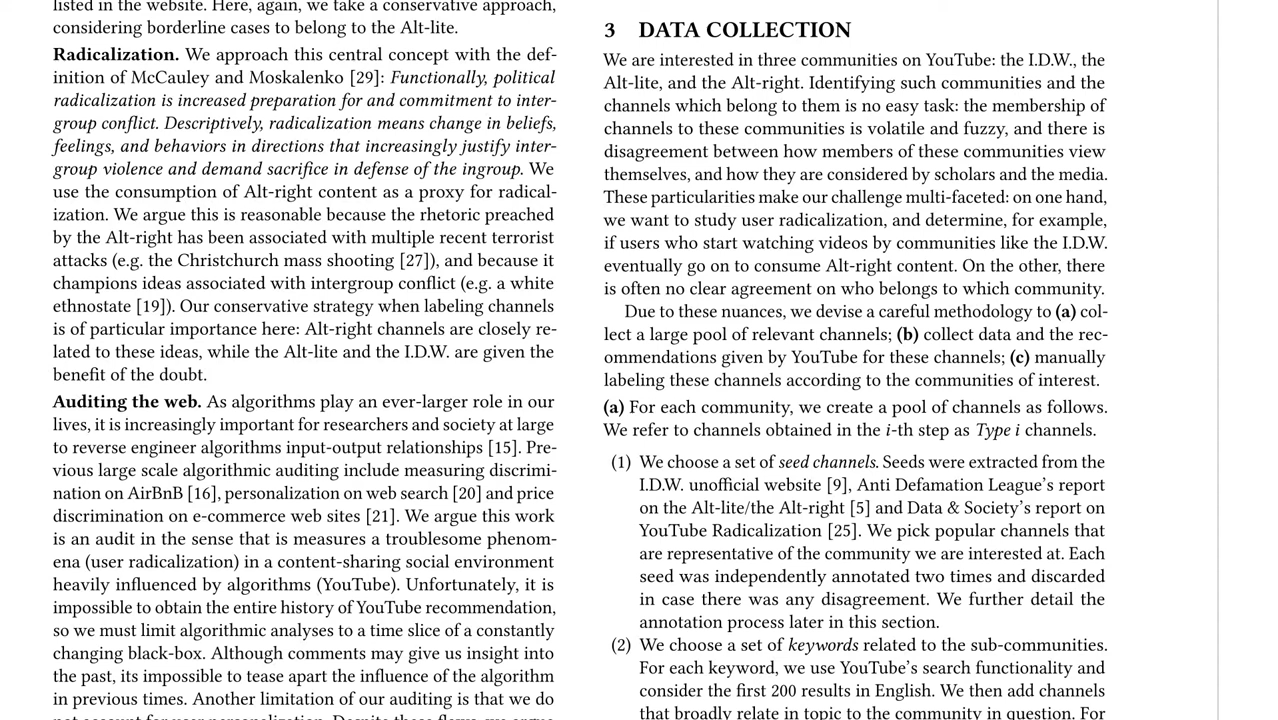 listed in the website. Here, again, we take a conservative approach,
considering borderline cases to belong to the Alt-lite.
Radicalization. We approach this central concept with the def-
inition of McCauley and Moskalenko [29]: Functionally, political
radicalization is increased preparation for and commitment to inter-
group conflict. Descriptively, radicalization means change in beliefs,
feelings, and behaviors in directions that increasingly justify inter-
group violence and demand sacrifice in defense of the ingroup. We
use the consumption of Alt-right content as a proxy for radical-
ization. We argue this is reasonable because the rhetoric preached
by the Alt-right has been associated with multiple recent terrorist
attacks (e.g. the Christchurch mass shooting [27]), and because it
champions ideas associated with intergroup conflict (e.g. a white
ethnostate [19]). Our conservative strategy when labeling channels
is of particular importance here: Alt-right channels are closely re-
lated to these ideas, while the Alt-lite and the I.D.W. are given the
benefit of the doubt.
Auditing the web. As algorithms play an ever-larger role in our
lives, it is increasingly important for researchers and society at large
to reverse engineer algorithms input-output relationships [15]. Pre-
vious large scale algorithmic auditing include measuring discrimi-
nation on AirBnB [16], personalization on web search [20] and price
discrimination on e-commerce web sites [21]. We argue this work
is an audit in the sense that is measures a troublesome phenom-
ena (user radicalization) in a content-sharing social environment
heavily influenced by algorithms (YouTube). Unfortunately, it is
impossible to obtain the entire history of YouTube recommendation,
so we must limit algorithmic analyses to a time slice of a constantly
changing black-box. Although comments may give us insight into
the past, its impossible to tease apart the influence of the algorithm
in previous times. Another limitation of our auditing is that we do
not account for user personalization. Despite these flaws, we argue
3 DATA COLLECTION
We are interested in three communities on YouTube: the I.D.W., the
Alt-lite, and the Alt-right. Identifying such communities and the
channels which belong to them is no easy task: the membership of
channels to these communities is volatile and fuzzy, and there is
disagreement between how members of these communities view
themselves, and how they are considered by scholars and the media.
These particularities make our challenge multi-faceted: on one hand,
we want to study user radicalization, and determine, for example,
if users who start watching videos by communities like the I.D.W.
eventually go on to consume Alt-right content. On the other, there
is often no clear agreement on who belongs to which community.
Due to these nuances, we devise a careful methodology to (a) col-
lect a large pool of relevant channels; (b) collect data and the rec-
ommendations given by YouTube for these channels; (c) manually
labeling these channels according to the communities of interest.
(a) For each community, we create a pool of channels as follows.
We refer to channels obtained in the i-th step as Type i channels.
(1) We choose a set of seed channels. Seeds were extracted from the
I.D.W. unofficial website [9], Anti Defamation League's report
on the Alt-lite/the Alt-right [5] and Data & Society's report on
YouTube Radicalization [25]. We pick popular channels that
are representative of the community we are interested at. Each
seed was independently annotated two times and discarded
in case there was any disagreement. We further detail the
annotation process later in this section.
(2) We choose a set of keywords related to the sub-communities.
For each keyword, we use YouTube's search functionality and
consider the first 200 results in English. We then add channels
that broadly relate in topic to the community in question. For